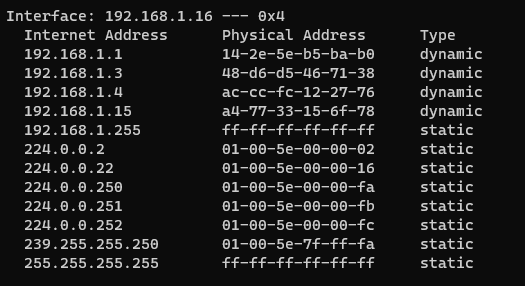 Interface: 192.168.1.16 --- 0x4
  Internet Address      Physical Address      Type
  192.168.1.1           14-2e-5e-b5-ba-b0     dynamic
  192.168.1.3           48-d6-d5-46-71-38     dynamic
  192.168.1.4           ac-cc-fc-12-27-76     dynamic
  192.168.1.15          a4-77-33-15-6f-78     dynamic
  192.168.1.255         ff-ff-ff-ff-ff-ff     static
  224.0.0.2             01-00-5e-00-00-02     static
  224.0.0.22            01-00-5e-00-00-16     static
  224.0.0.250           01-00-5e-00-00-fa     static
  224.0.0.251           01-00-5e-00-00-fb     static
  224.0.0.252           01-00-5e-00-00-fc     static
  239.255.255.250       01-00-5e-7f-ff-fa     static
  255.255.255.255       ff-ff-ff-ff-ff-ff     static